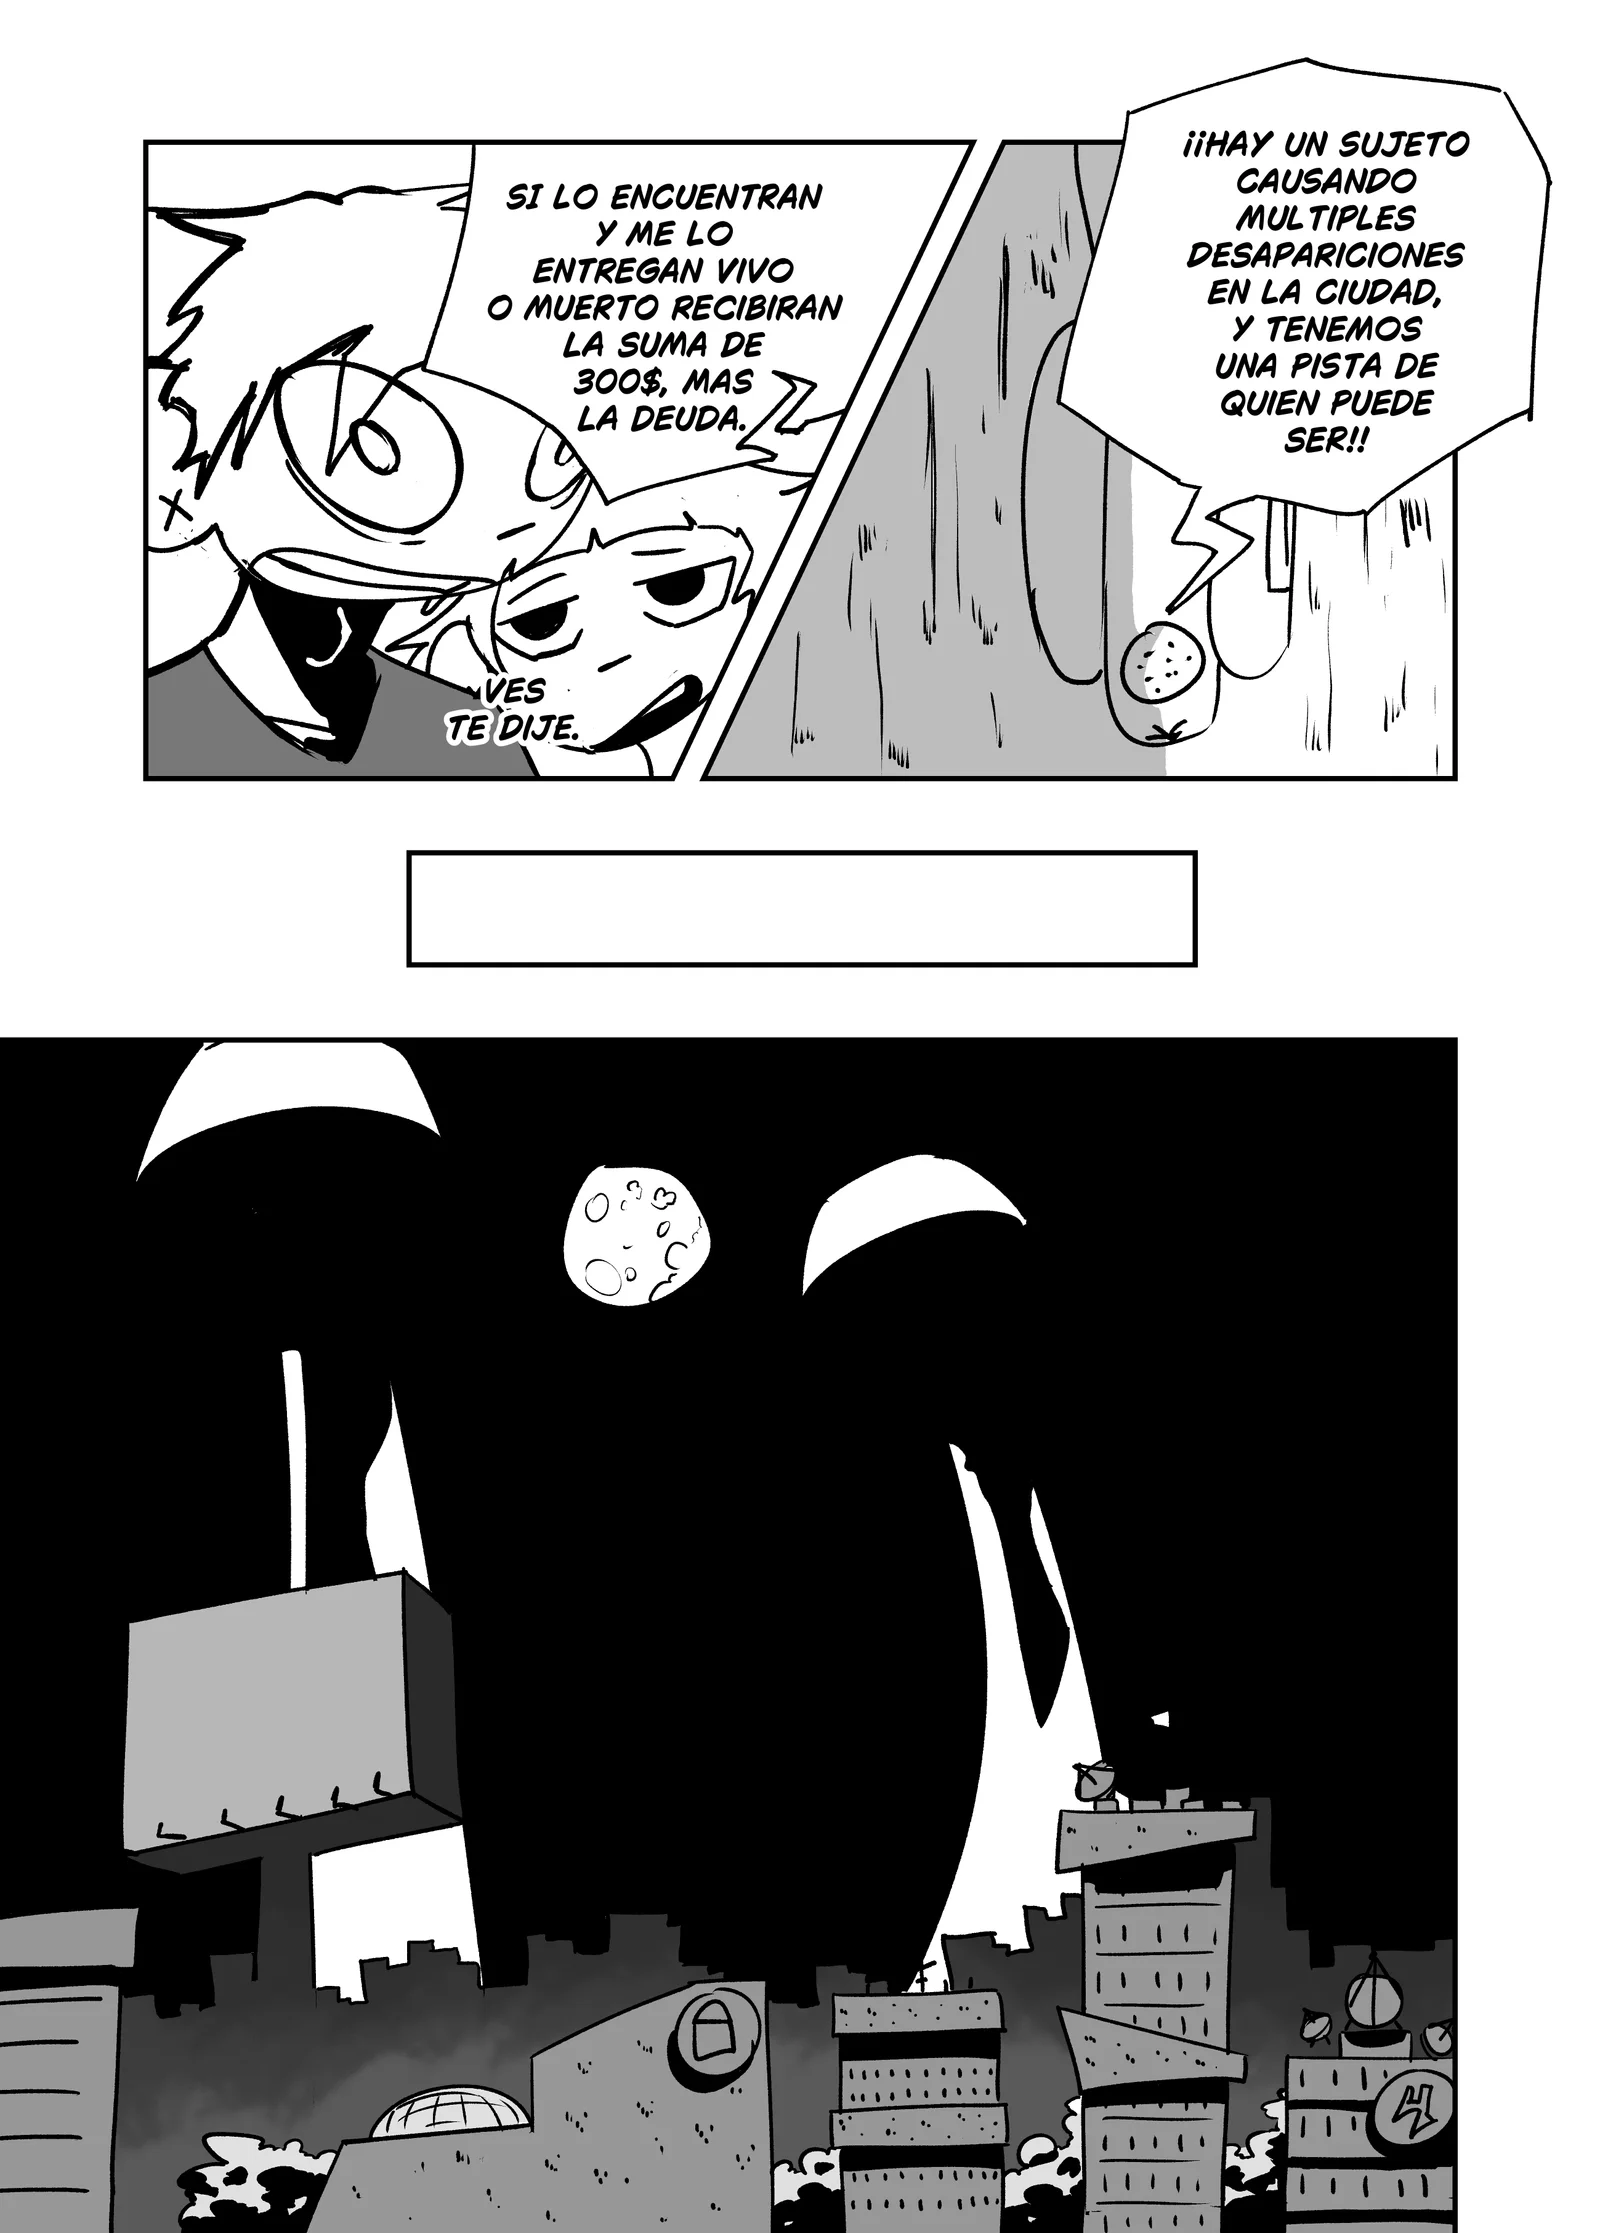 ¡¡HAY UN SUJETO
CAUSANDO
MULTIPLES
DESAPARICIONES
EN LA CIUDAD,
Y TENEMOS
UNA PISTA DE
QUIEN PUEDE
SER!!
SI LO ENCUENTRAN
Y ME LO
ENTREGAN VIVO
O MUERTO RECIBIRAN
LA SUMA DE
300$, MAS
LA DEUDA.
VES
TE DIJE.